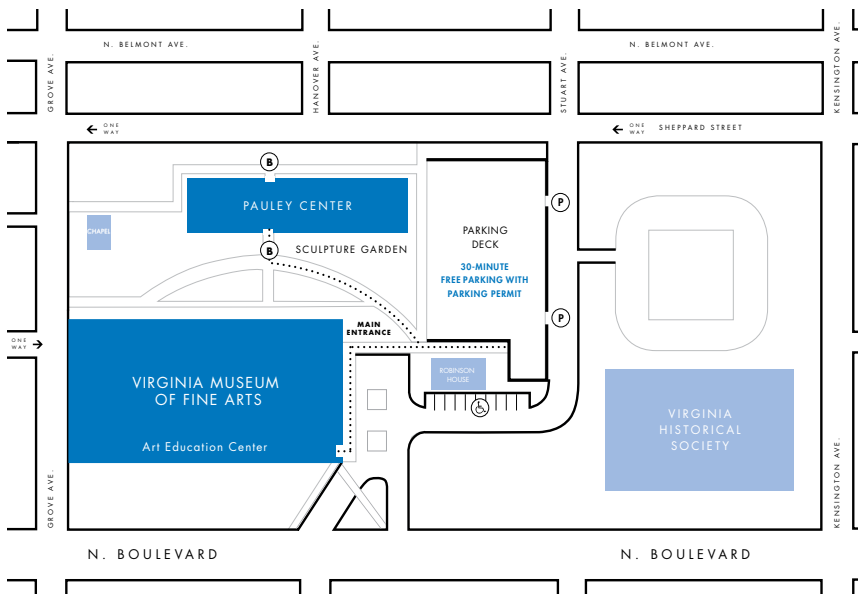 N. BELMONT AVE.
N. BELMONT AVE.
GROVE AVE.
HANOVER AVE.
STUART AVE.
KENSINGTON AVE.
ONE
WAY
ONE
WAY
SHEPPARD STREET
B
PAULEY CENTER
P
CHAPEL
B
SCULPTURE GARDEN
PARKING
DECK
30-MINUTE
FREE PARKING WITH
PARKING PERMIT
P
MAIN
ENTRANCE
ONE
WAY
ROBINSON
HOUSE
VIRGINIA MUSEUM
OF FINE ARTS
Art Education Center
VIRGINIA
HISTORICAL
SOCIETY
GROVE AVE.
KENSINGTON AVE.
N. BOULEVARD
N. BOULEVARD